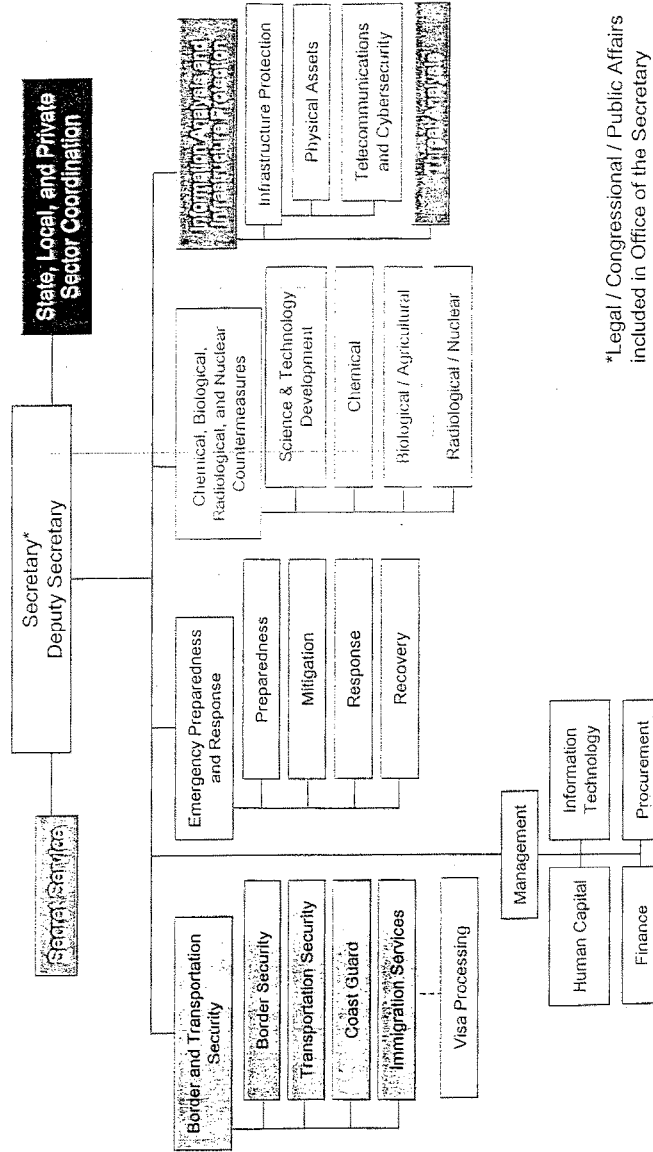 Secretary*
Deputy Secretary
Secret Service
State, Local, and Private
Sector Coordination
Border and Transportation
Security
Border Security
Transportation Security
Coast Guard
Immigration Services
Visa Processing
Emergency Preparedness
and Response
Preparedness
Mitigation
Response
Recovery
Chemical, Biological,
Radiological, and Nuclear
Countermeasures
Science & Technology
Development
Chemical
Biological / Agricultural
Radiological / Nuclear
Information Analysis and
Infrastructure Protection
Infrastructure Protection
Physical Assets
Telecommunications
and Cybersecurity
Threat Analysis
Management
Human Capital
Information
Technology
Finance
Procurement
*Legal / Congressional / Public Affairs
included in Office of the Secretary